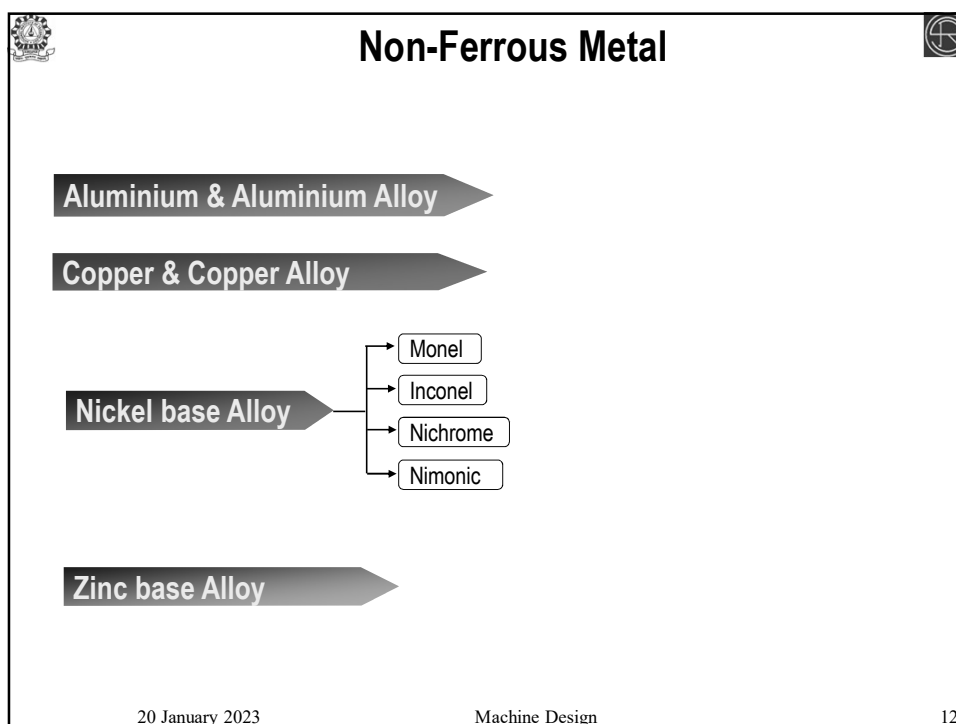 Non-Ferrous Metal
Aluminium & Aluminium Alloy
Copper & Copper Alloy
Nickel base Alloy
Monel
Inconel
Nichrome
Nimonic
Zinc base Alloy
20 January 2023
Machine Design
12